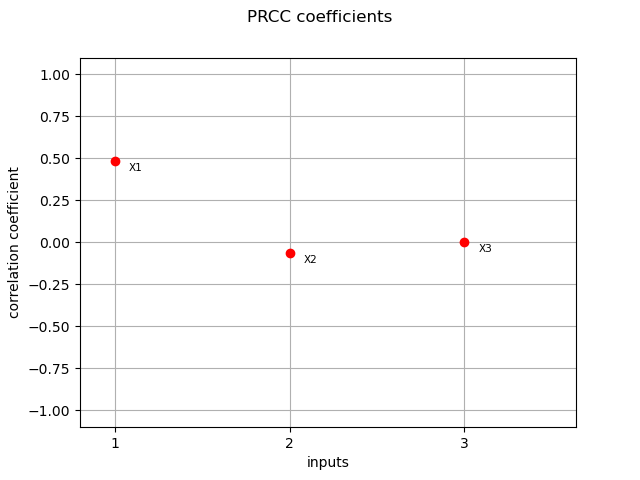 PRCC coefficients
1.00
0.75
0.50
0.25
0.00
−0.25
−0.50
−0.75
−1.00
correlation coefficient
X1
X2
X3
1 2 3
inputs